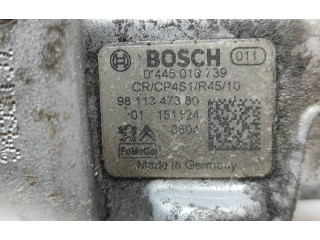 BOSCH 011
0 445 010 739
CR/CP4S1/R45/10
98 113 473 80
01 151124
0804
FoMoCo
Made in Germany